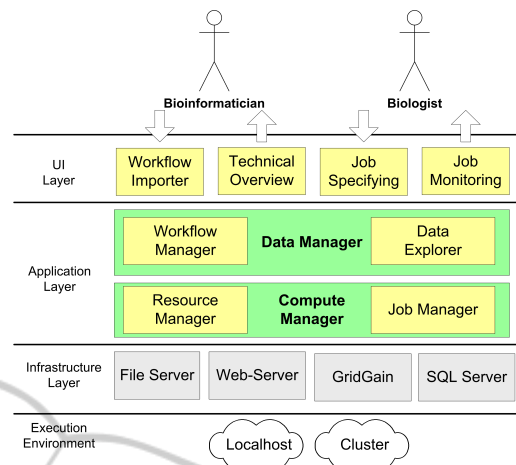 Bioinformatician
Biologist
UI
Layer
Workflow
Importer
Technical
Overview
Job
Specifying
Job
Monitoring
Application
Layer
Workflow
Manager
Data Manager
Data
Explorer
Resource
Manager
Compute
Manager
Job Manager
Infrastructure
Layer
File Server
Web-Server
GridGain
SQL Server
Execution
Environment
Localhost
Cluster